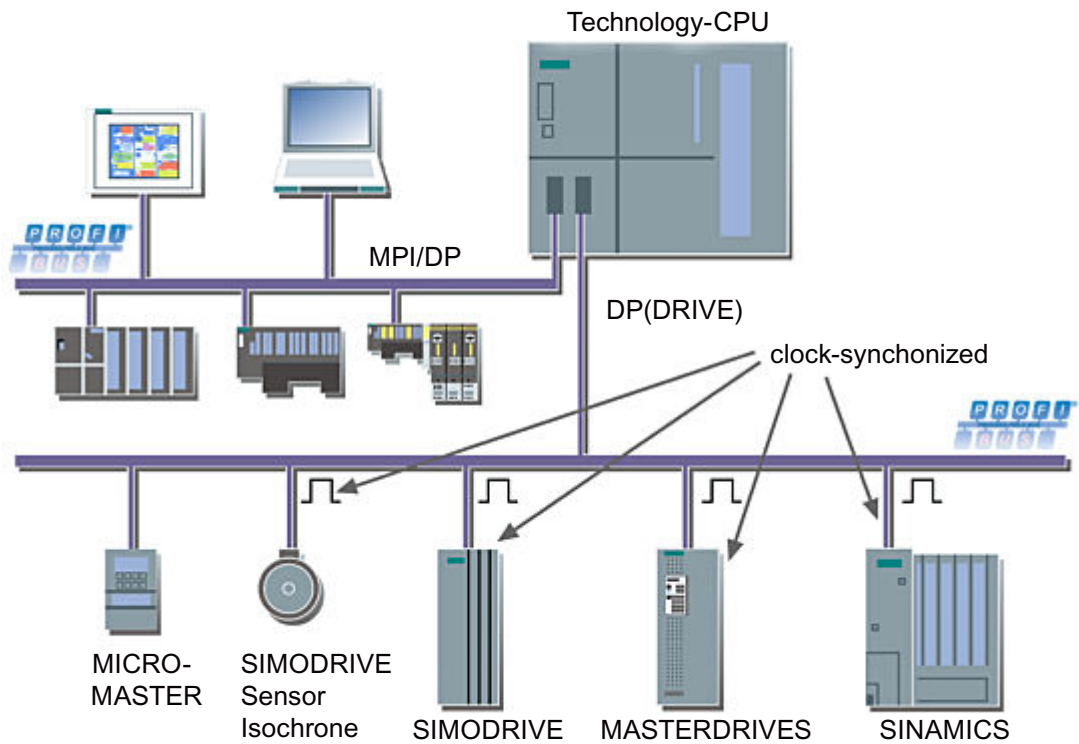 Technology-CPU
PROFI
BUS
MPI/DP
DP(DRIVE)
clock-synchonized
PROFI
BUS
MICRO-
MASTER
SIMODRIVE
Sensor
Isochrone
SIMODRIVE
MASTERDRIVES
SINAMICS